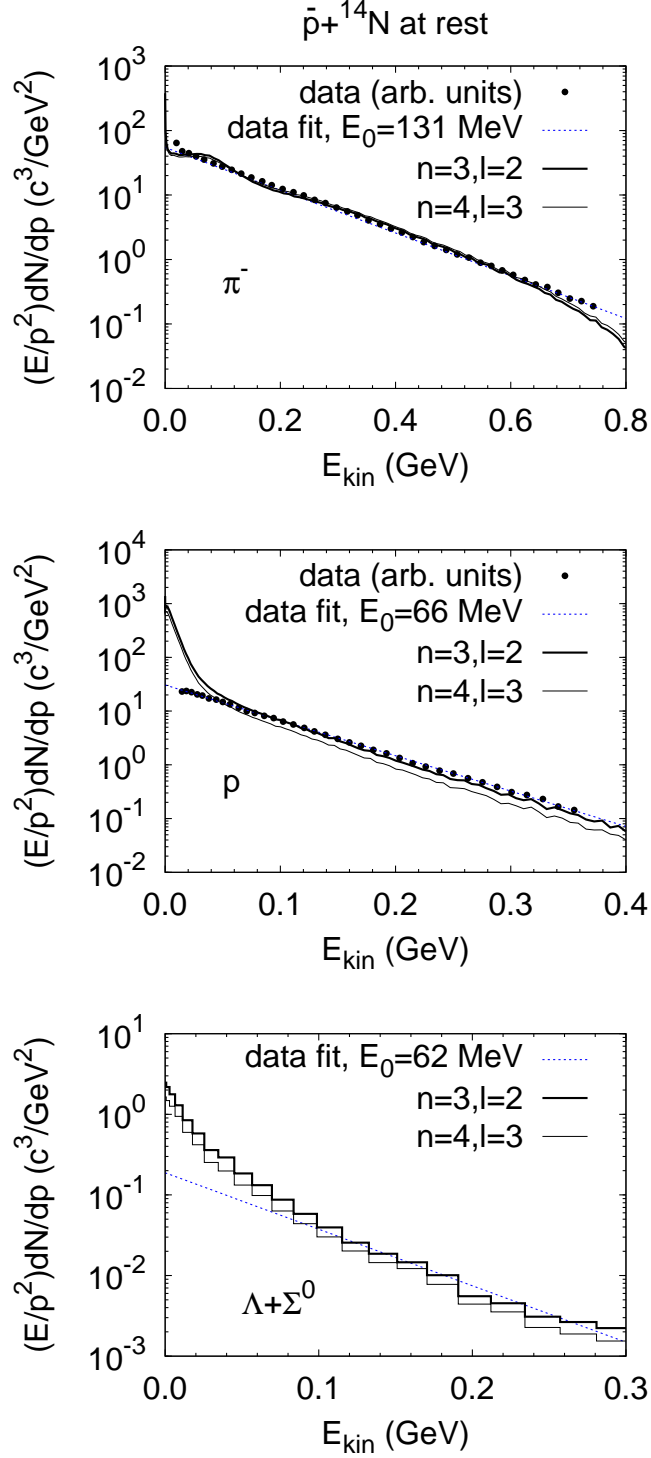 p̄+¹⁴N at rest
(E/p²)dN/dp (c³/GeV²)
10³
10²
10¹
10⁰
10⁻¹
10⁻²
data (arb. units)
data fit, E₀=131 MeV
n=3,l=2
n=4,l=3
π⁻
0.0 0.2 0.4 0.6 0.8
E_kin (GeV)
(E/p²)dN/dp (c³/GeV²)
10⁴
10³
10²
10¹
10⁰
10⁻¹
10⁻²
data (arb. units)
data fit, E₀=66 MeV
n=3,l=2
n=4,l=3
p
0.0 0.1 0.2 0.3 0.4
E_kin (GeV)
(E/p²)dN/dp (c³/GeV²)
10¹
10⁰
10⁻¹
10⁻²
10⁻³
data fit, E₀=62 MeV
n=3,l=2
n=4,l=3
Λ+Σ⁰
0.0 0.1 0.2 0.3
E_kin (GeV)